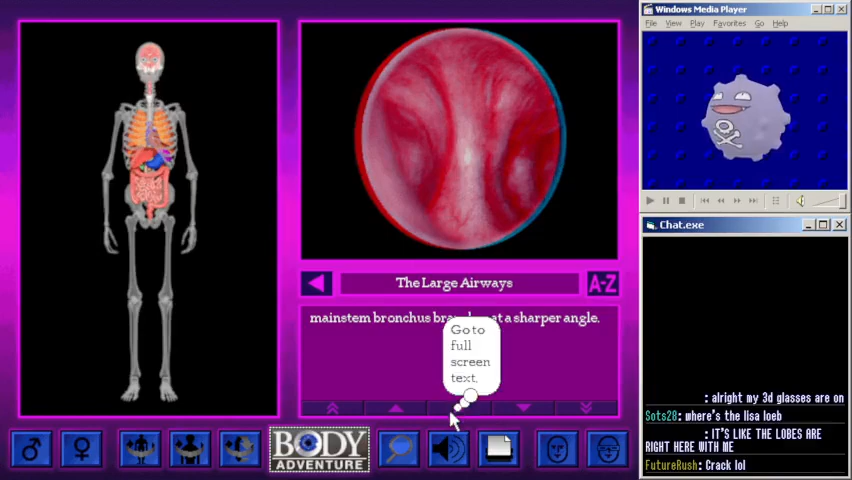 Windows Media Player
File View Play Favorites Go Help
Chat.exe
The Large Airways
A-Z
mainstem bronchus at a sharper angle.
Go to
full
screen
text.
: alright my 3d glasses are on
Sots28: where's the lisa loeb
: IT'S LIKE THE LOBES ARE
RIGHT HERE WITH ME
FutureRush: Crack lol
BODY
ADVENTURE